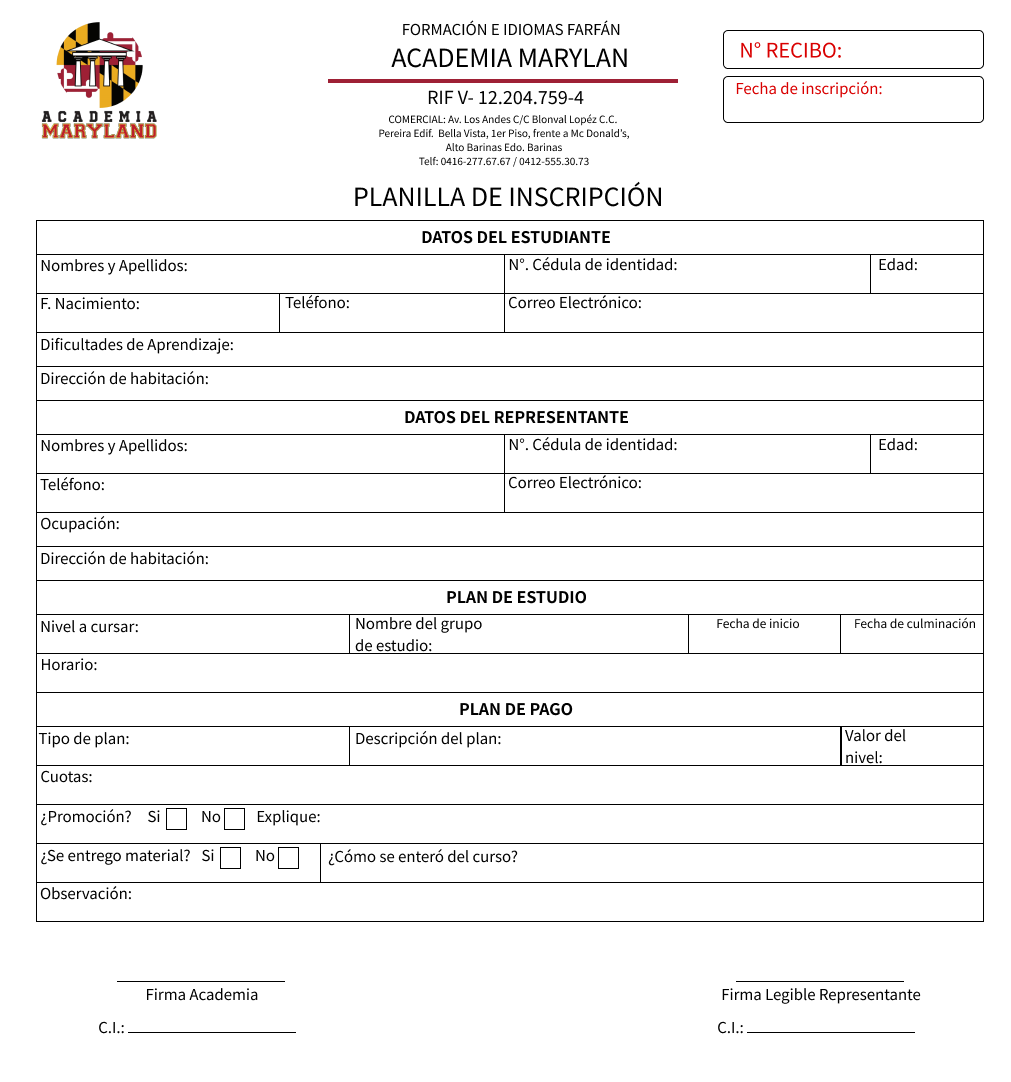 ACADEMIA
MARYLAND
FORMACIÓN E IDIOMAS FARFÁN
ACADEMIA MARYLAN
RIF V- 12.204.759-4
COMERCIAL: Av. Los Andes C/C Blonval Lopéz C.C.
Pereira Edif. Bella Vista, 1er Piso, frente a Mc Donald's,
Alto Barinas Edo. Barinas
Telf: 0416-277.67.67 / 0412-555.30.73
N° RECIBO:
Fecha de inscripción:
PLANILLA DE INSCRIPCIÓN
DATOS DEL ESTUDIANTE
Nombres y Apellidos: N°. Cédula de identidad: Edad:
F. Nacimiento: Teléfono: Correo Electrónico:
Dificultades de Aprendizaje:
Dirección de habitación:
DATOS DEL REPRESENTANTE
Nombres y Apellidos: N°. Cédula de identidad: Edad:
Teléfono: Correo Electrónico:
Ocupación:
Dirección de habitación:
PLAN DE ESTUDIO
Nivel a cursar:
Nombre del grupo
de estudio:
Fecha de inicio
Fecha de culminación
Horario:
PLAN DE PAGO
Tipo de plan:
Descripción del plan:
Valor del
nivel:
Cuotas:
¿Promoción? Si No Explique:
¿Se entrego material? Si No ¿Cómo se enteró del curso?
Observación:
Firma Academia
C.I.:
Firma Legible Representante
C.I.: